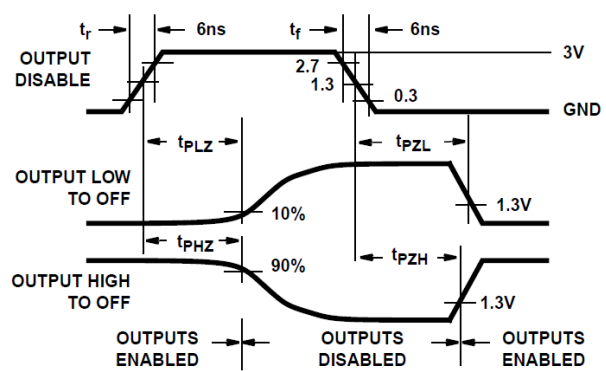 tr 6ns tf 6ns
OUTPUT
DISABLE
3V
2.7
1.3
0.3
GND
tPLZ tPZL
OUTPUT LOW
TO OFF
10%
1.3V
tPHZ tPZH
90%
OUTPUT HIGH
TO OFF
1.3V
OUTPUTS
ENABLED
OUTPUTS
DISABLED
OUTPUTS
ENABLED